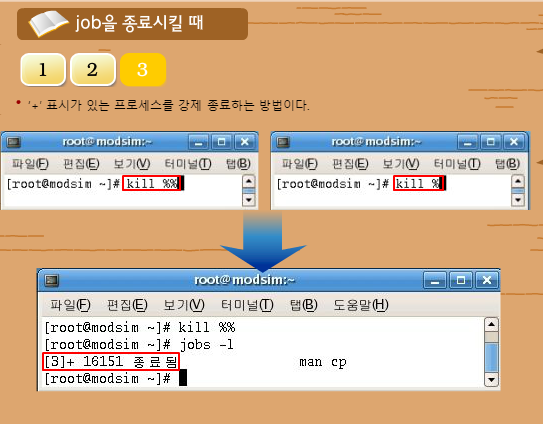 job을 종료시킬 때
1 2 3
• '+' 표시가 있는 프로세스를 강제 종료하는 방법이다.
root@modsim:~
파일(F) 편집(E) 보기(V) 터미널(T) 탭(B)
[root@modsim ~]# kill %%
root@modsim:~
파일(F) 편집(E) 보기(V) 터미널(T) 탭(B)
[root@modsim ~]# kill %
root@modsim:~
파일(F) 편집(E) 보기(V) 터미널(T) 탭(B) 도움말(H)
[root@modsim ~]# kill %%
[root@modsim ~]# jobs -l
[3]+ 16151 종료됨 man cp
[root@modsim ~]#